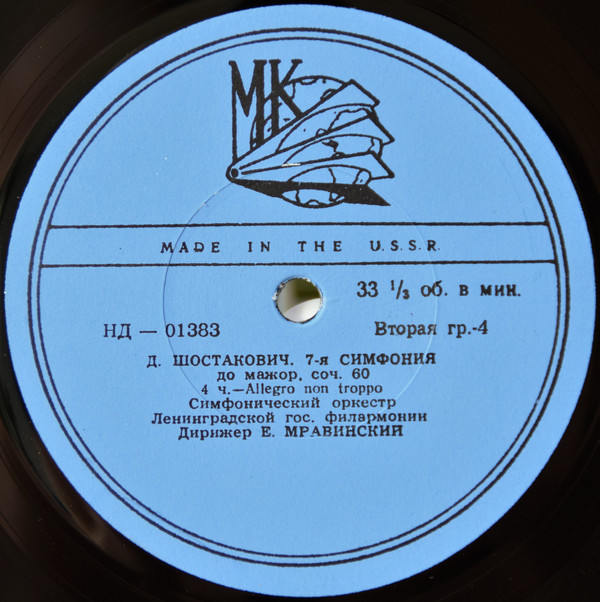 МК
MADE IN THE U.S.S.R.
33 ⅓ об. в мин.
НД — 01383 Вторая гр.-4
Д. ШОСТАКОВИЧ. 7-я СИМФОНИЯ
до мажор, соч. 60
4 ч.—Allegro non troppo
Симфонический оркестр
Ленинградской гос. филармонии
Дирижер Е. МРАВИНСКИЙ